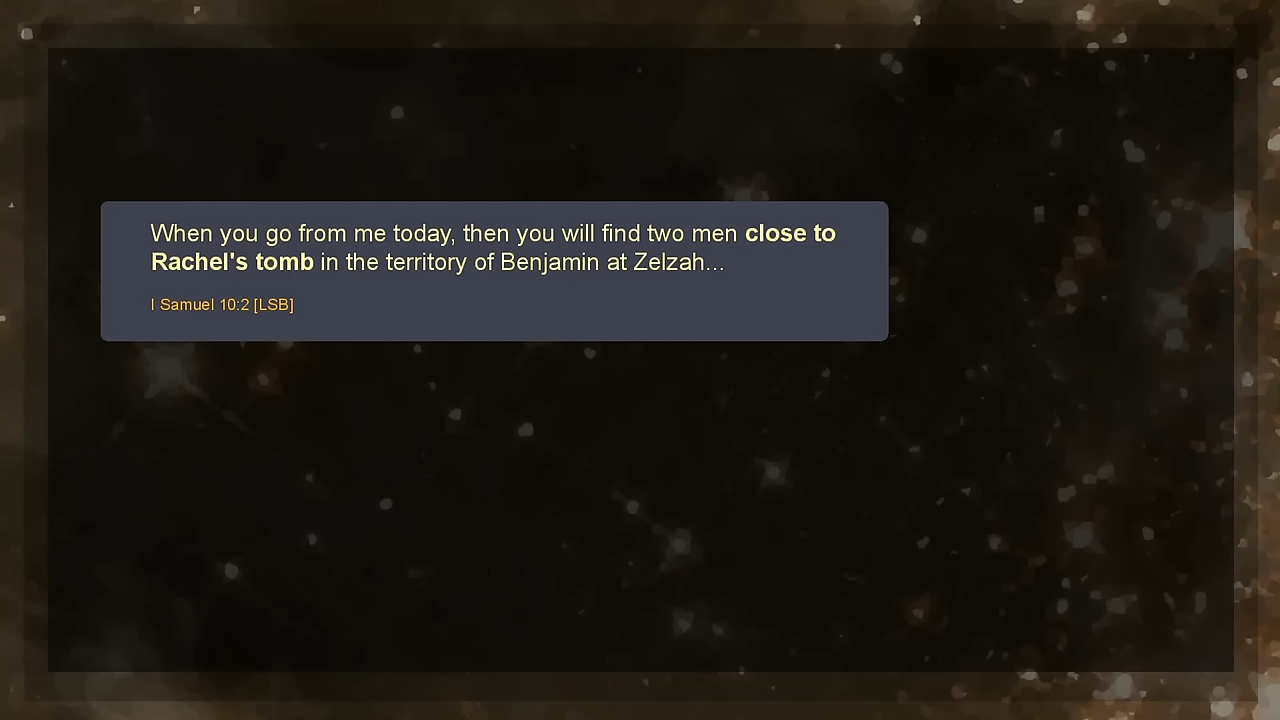 When you go from me today, then you will find two men close to
Rachel's tomb in the territory of Benjamin at Zelzah...
I Samuel 10:2 [LSB]